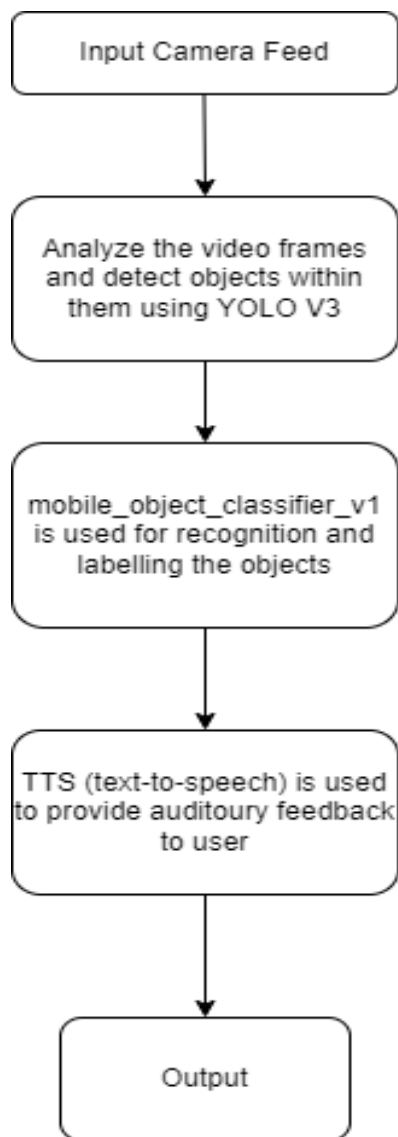 Input Camera Feed
Analyze the video frames
and detect objects within
them using YOLO V3
mobile_object_classifier_v1
is used for recognition and
labelling the objects
TTS (text-to-speech) is used
to provide auditoury feedback
to user
Output